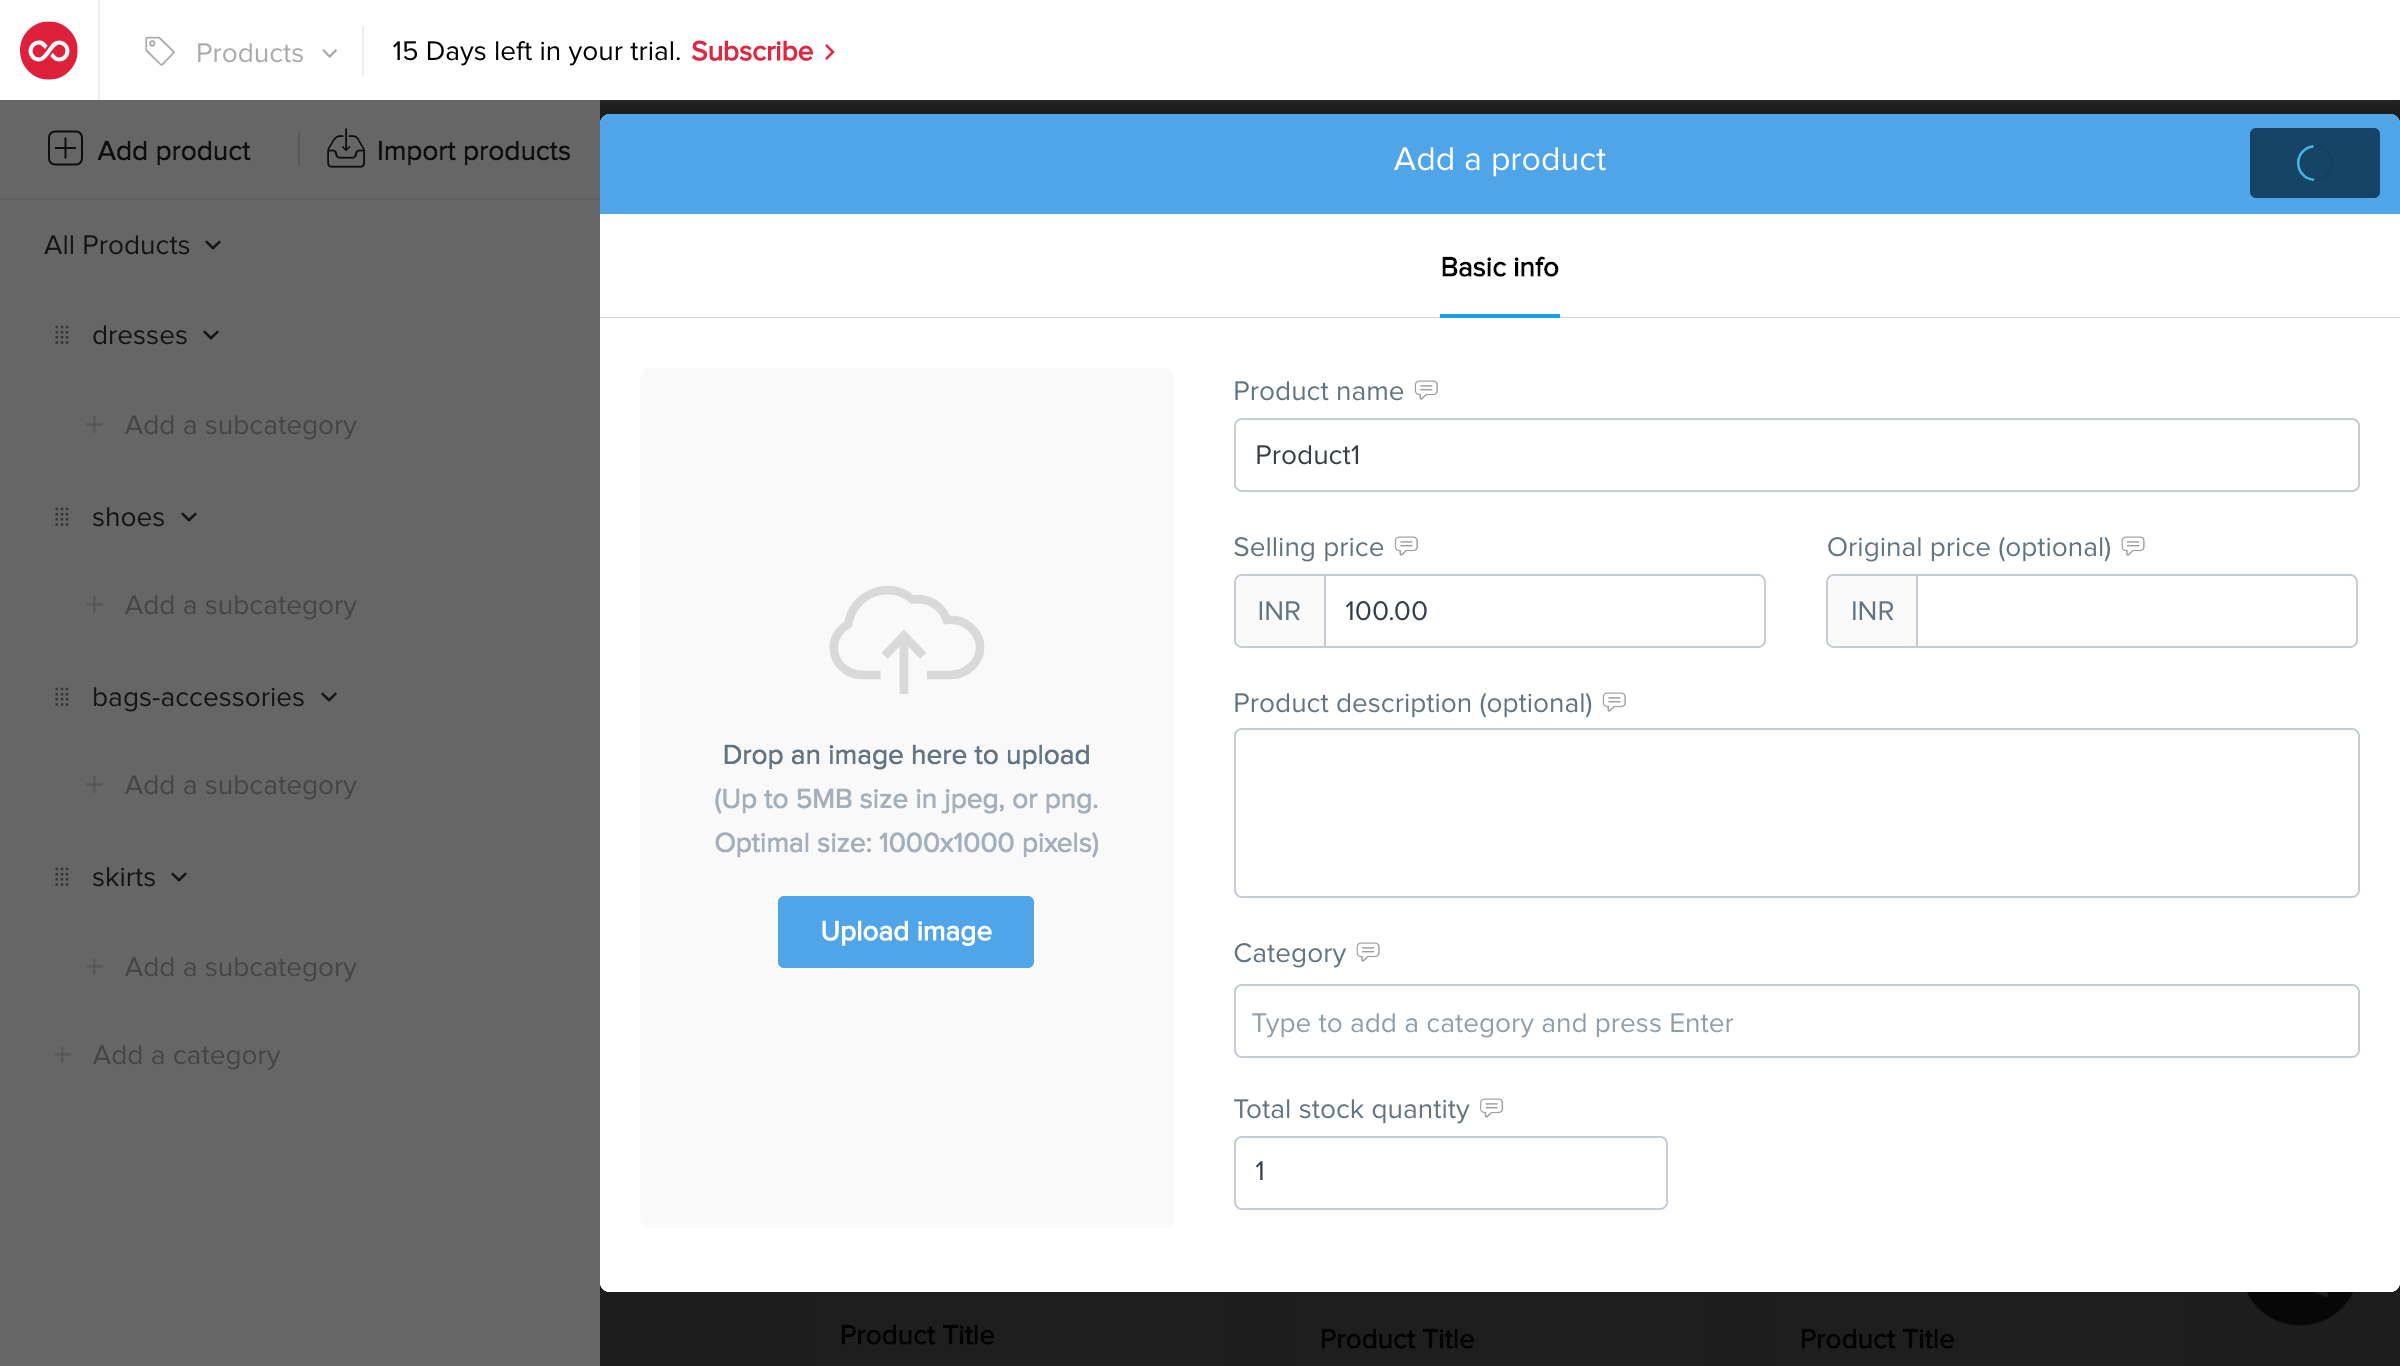 Products
15 Days left in your trial. Subscribe >
Add product
Import products
Add a product
All Products
Basic info
dresses
Add a subcategory
shoes
Add a subcategory
bags-accessories
Add a subcategory
skirts
Add a subcategory
Add a category
Drop an image here to upload
(Up to 5MB size in jpeg, or png.
Optimal size: 1000x1000 pixels)
Upload image
Product name
Product1
Selling price
Original price (optional)
INR 100.00
INR
Product description (optional)
Category
Type to add a category and press Enter
Total stock quantity
1
Product Title
Product Title
Product Title